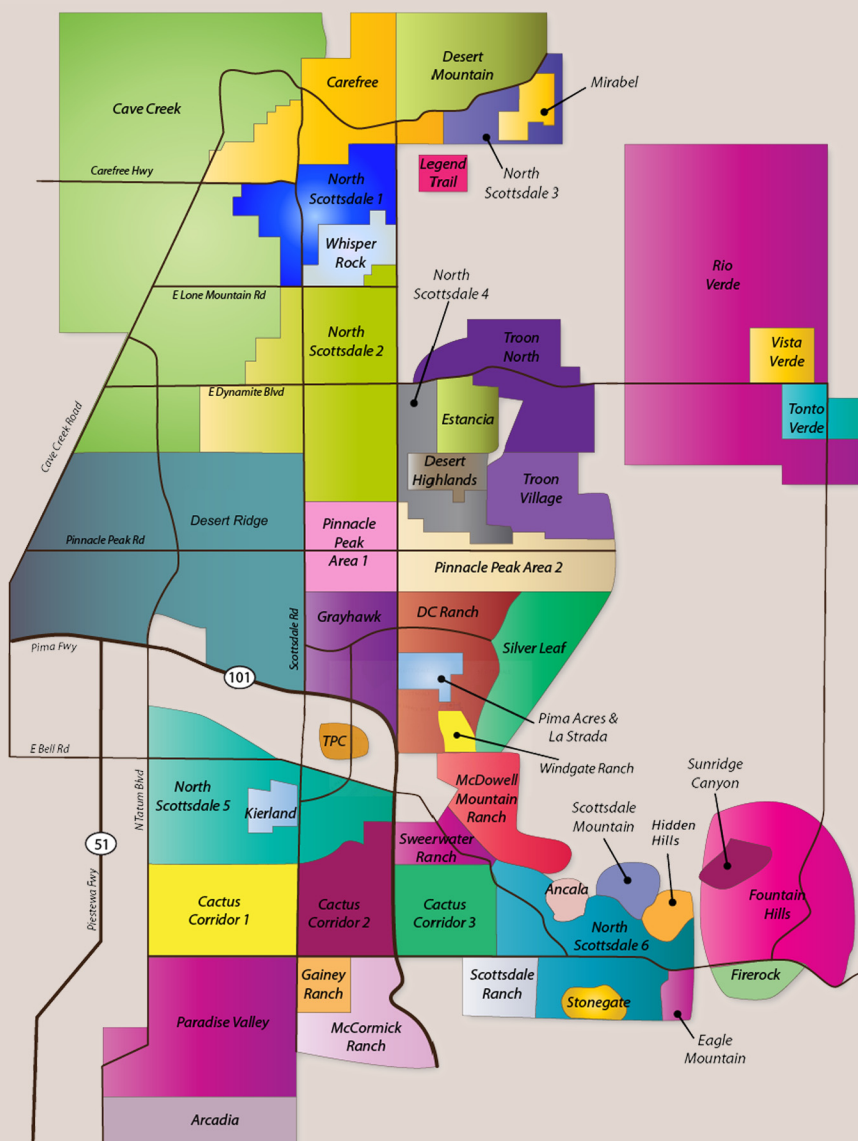 Cave Creek
Carefree
Desert
Mountain
Mirabel
Carefree Hwy
Legend
Trail
North
Scottsdale 3
North
Scottsdale 1
Whisper
Rock
Rio
Verde
E Lone Mountain Rd
North
Scottsdale 4
North
Scottsdale 2
Troon
North
Vista
Verde
E Dynamite Blvd
Cave Creek Road
Estancia
Tonto
Verde
Desert
Highlands
Troon
Village
Desert Ridge
Pinnacle
Peak
Area 1
Pinnacle Peak Rd
Pinnacle Peak Area 2
Scottsdale Rd
Grayhawk
DC Ranch
Silver Leaf
Pima Fwy
101
Pima Acres &
La Strada
TPC
E Bell Rd
Windgate Ranch
N Tatum Blvd
North
Scottsdale 5
Kierland
McDowell
Mountain
Ranch
Sunridge
Canyon
Scottsdale
Mountain
Hidden
Hills
51
Piestewa Fwy
Sweerwater
Ranch
Ancala
Fountain
Hills
Cactus
Corridor 1
Cactus
Corridor 2
Cactus
Corridor 3
North
Scottsdale 6
Gainey
Ranch
Scottsdale
Ranch
Stonegate
Firerock
Paradise Valley
McCormick
Ranch
Eagle
Mountain
Arcadia